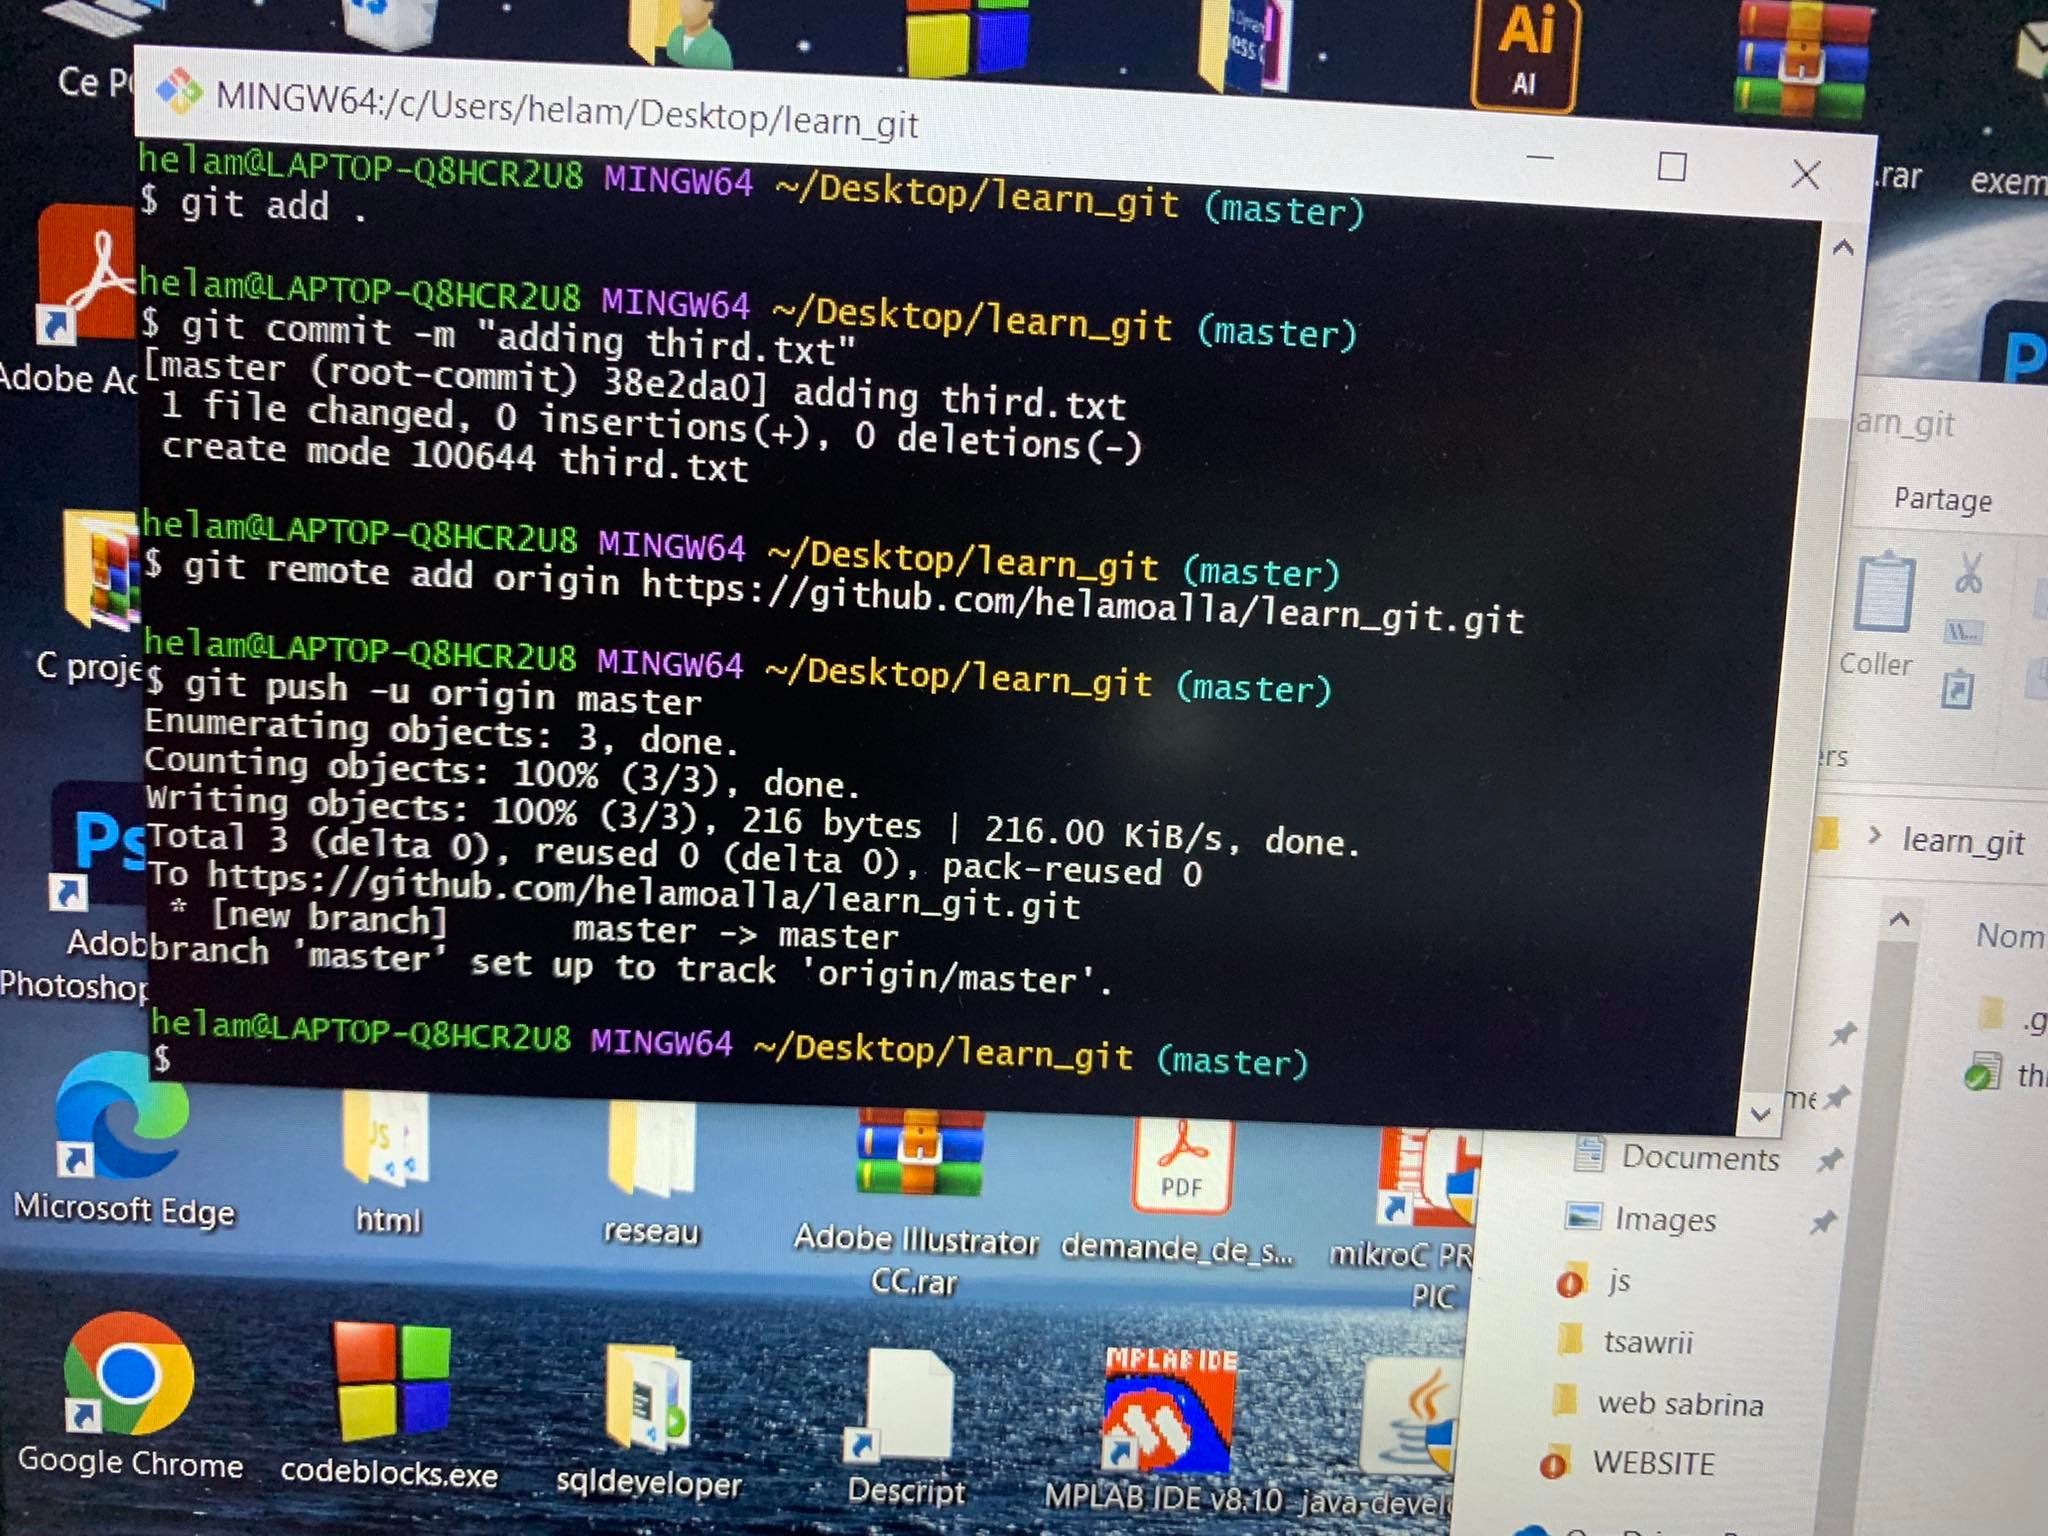 Ce P
ess
Ai
AI
.rar
exem
MINGW64:/c/Users/helam/Desktop/learn_git
helam@LAPTOP-Q8HCR2U8 MINGW64 ~/Desktop/learn_git (master)
$ git add .
helam@LAPTOP-Q8HCR2U8 MINGW64 ~/Desktop/learn_git (master)
$ git commit -m "adding third.txt"
[master (root-commit) 38e2da0] adding third.txt
1 file changed, 0 insertions(+), 0 deletions(-)
create mode 100644 third.txt
helam@LAPTOP-Q8HCR2U8 MINGW64 ~/Desktop/learn_git (master)
$ git remote add origin https://github.com/helamoalla/learn_git.git
helam@LAPTOP-Q8HCR2U8 MINGW64 ~/Desktop/learn_git (master)
$ git push -u origin master
Enumerating objects: 3, done.
Counting objects: 100% (3/3), done.
Writing objects: 100% (3/3), 216 bytes | 216.00 KiB/s, done.
Total 3 (delta 0), reused 0 (delta 0), pack-reused 0
To https://github.com/helamoalla/learn_git.git
* [new branch] master -> master
branch 'master' set up to track 'origin/master'.
helam@LAPTOP-Q8HCR2U8 MINGW64 ~/Desktop/learn_git (master)
$
Adobe Ac
C proje
Ps
Adob
Photoshop
P
arn_git
Partage
Coller
ers
learn_git
Nom
.g
th
me
Documents
Images
js
tsawrii
web sabrina
WEBSITE
Microsoft Edge
JS
html
reseau
Adobe Illustrator
CC.rar
PDF
demande_de_s...
mikroC PR
PIC
Google Chrome
codeblocks.exe
sqldeveloper
Descript
MPLAB IDE
MPLAB IDE v8.10
java-develo